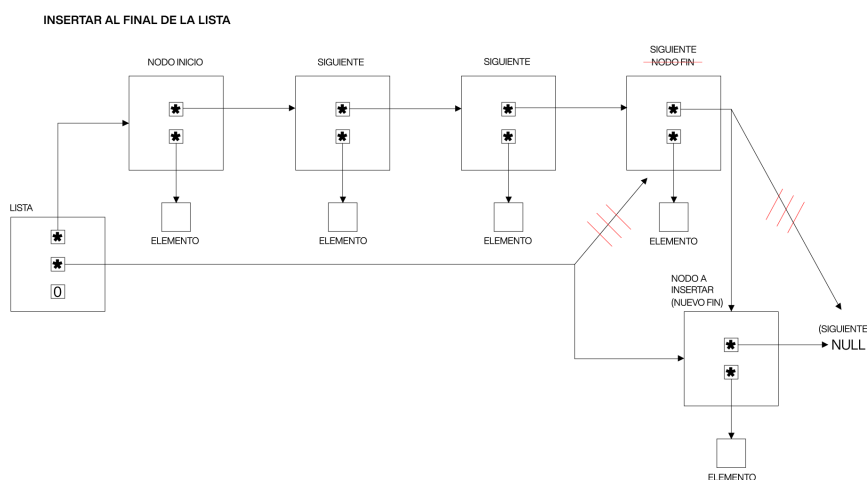 INSERTAR AL FINAL DE LA LISTA
NODO INICIO
SIGUIENTE
SIGUIENTE
SIGUIENTE
NODO FIN
*
*
*
*
*
*
*
*
LISTA
*
*
0
ELEMENTO
ELEMENTO
ELEMENTO
ELEMENTO
NODO A
INSERTAR
(NUEVO FIN)
*
*
(SIGUIENTE
NULL
ELEMENTO